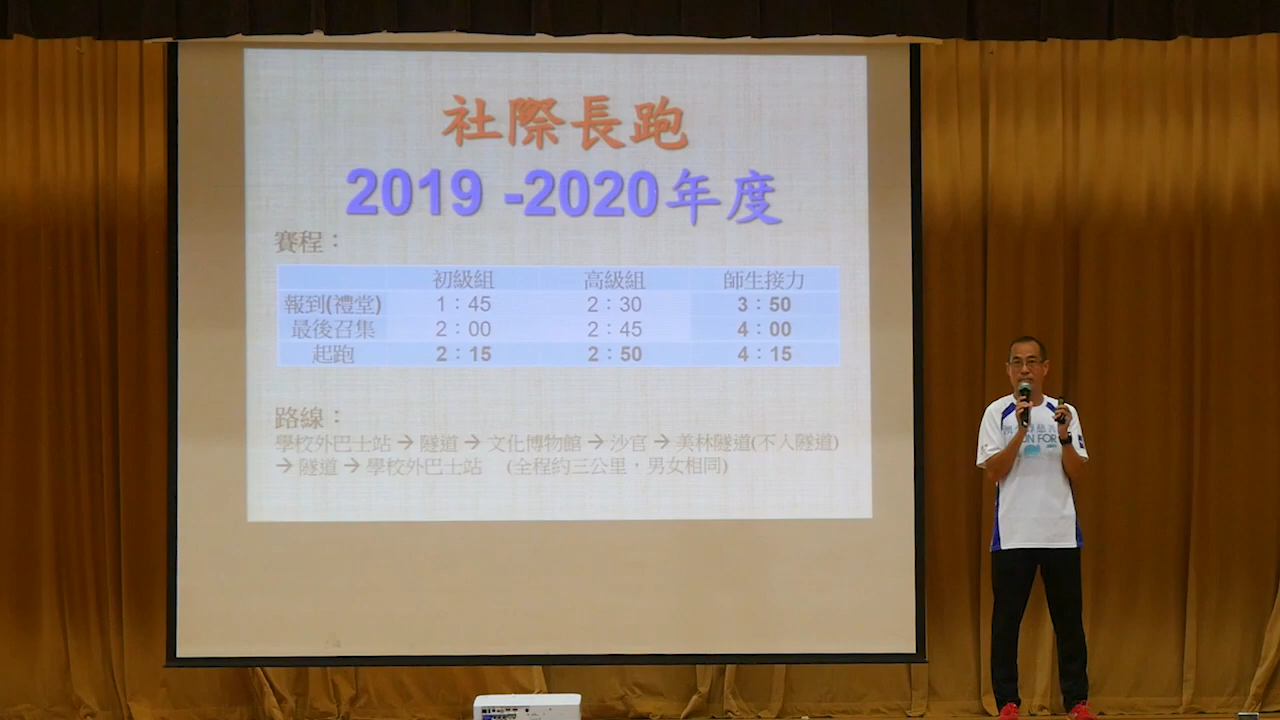 社際長跑
2019 -2020年度
賽程：
初級組 高級組 師生接力
報到(禮堂) 1：45 2：30 3：50
最後召集 2：00 2：45 4：00
起跑 2：15 2：50 4：15
路線：
學校外巴士站→隧道→文化博物館→沙官→美林隧道(不入隧道)
→隧道→學校外巴士站 (全程約三公里，男女相同)